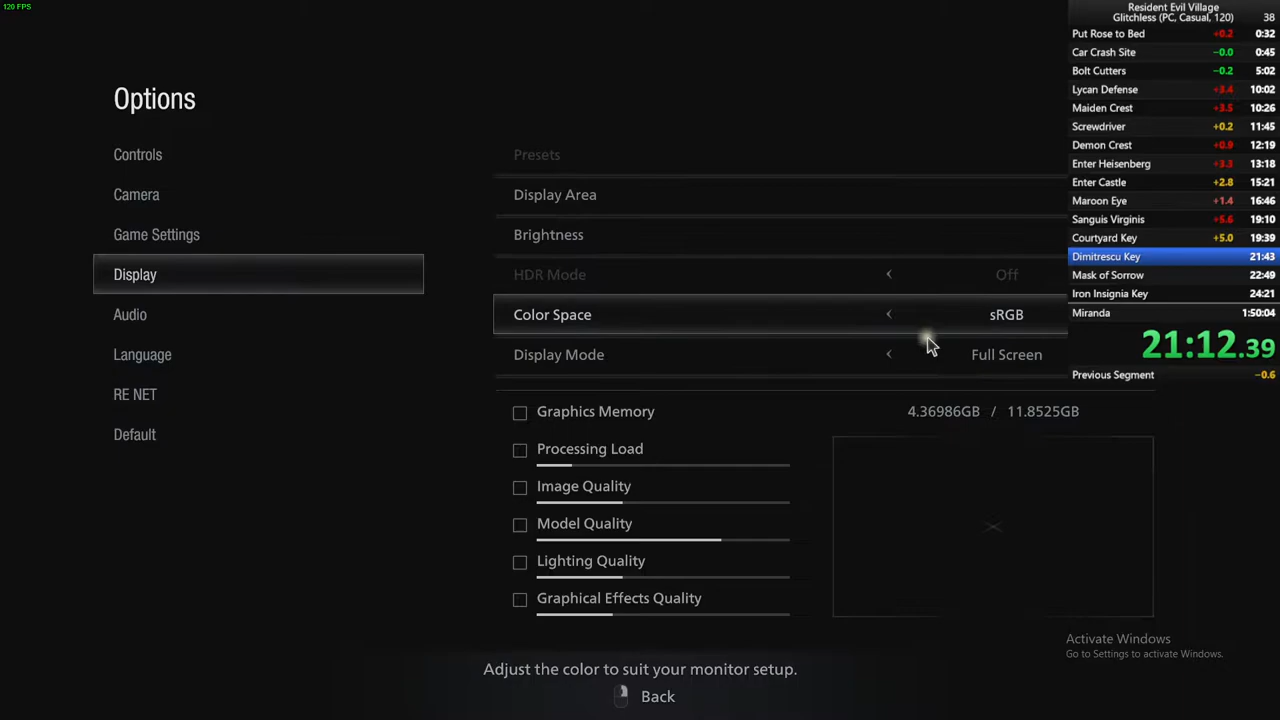 120 FPS
Options
Controls
Camera
Game Settings
Display
Audio
Language
RE NET
Default
Presets
Display Area
Brightness
HDR Mode < Off
Color Space < sRGB
Display Mode < Full Screen
Graphics Memory 4.36986GB / 11.8525GB
Processing Load
Image Quality
Model Quality
Lighting Quality
Graphical Effects Quality
Adjust the color to suit your monitor setup.
Back
Resident Evil Village
Glitchless (PC, Casual, 120) 38
Put Rose to Bed +0.2 0:32
Car Crash Site −0.0 0:45
Bolt Cutters −0.2 5:02
Lycan Defense +3.4 10:02
Maiden Crest +3.5 10:26
Screwdriver +0.2 11:45
Demon Crest +0.9 12:19
Enter Heisenberg +3.3 13:18
Enter Castle +2.8 15:21
Maroon Eye +1.4 16:46
Sanguis Virginis +5.6 19:10
Courtyard Key +5.0 19:39
Dimitrescu Key 21:43
Mask of Sorrow 22:49
Iron Insignia Key 24:21
Miranda 1:50:04
21:12.39
Previous Segment −0.6
Activate Windows
Go to Settings to activate Windows.